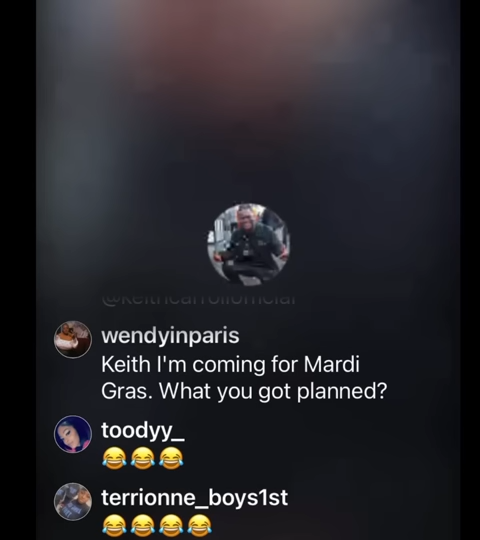 wendyinparis
Keith I'm coming for Mardi
Gras. What you got planned?
toodyy_
😂😂😂
terrionne_boys1st
😂😂😂😂